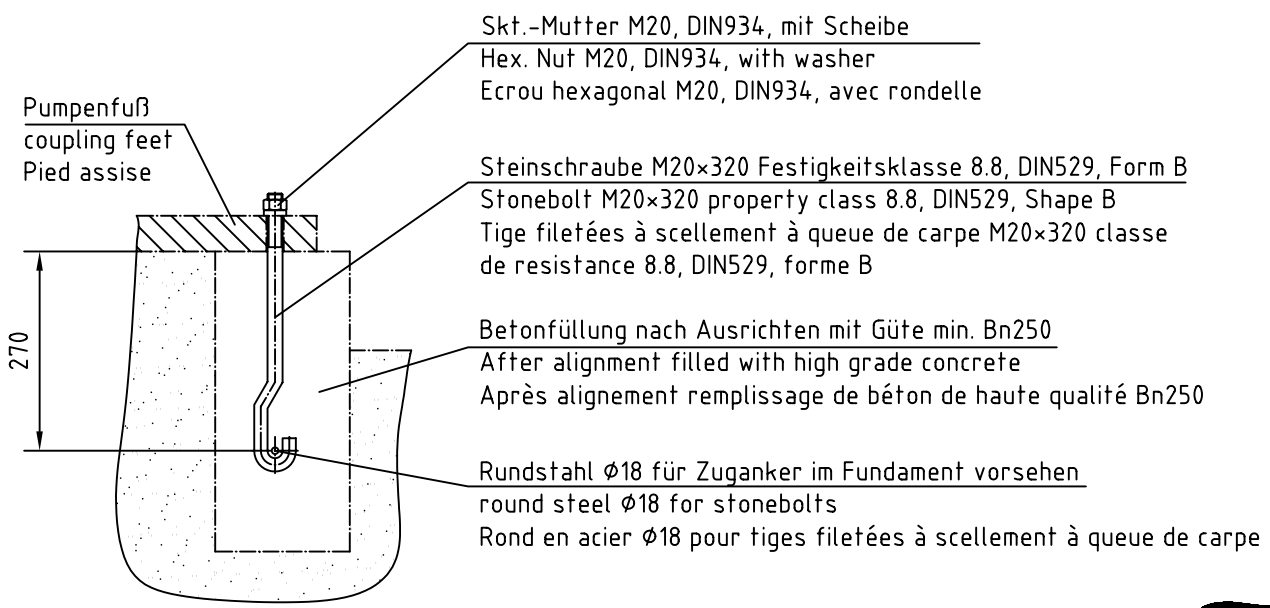 Skt.-Mutter M20, DIN934, mit Scheibe
Hex. Nut M20, DIN934, with washer
Ecrou hexagonal M20, DIN934, avec rondelle
Pumpenfuß
coupling feet
Pied assise
Steinschraube M20×320 Festigkeitsklasse 8.8, DIN529, Form B
Stonebolt M20×320 property class 8.8, DIN529, Shape B
Tige filetées à scellement à queue de carpe M20×320 classe
de resistance 8.8, DIN529, forme B
270
Betonfüllung nach Ausrichten mit Güte min. Bn250
After alignment filled with high grade concrete
Après alignement remplissage de béton de haute qualité Bn250
Rundstahl Φ18 für Zuganker im Fundament vorsehen
round steel Φ18 for stonebolts
Rond en acier Φ18 pour tiges filetées à scellement à queue de carpe